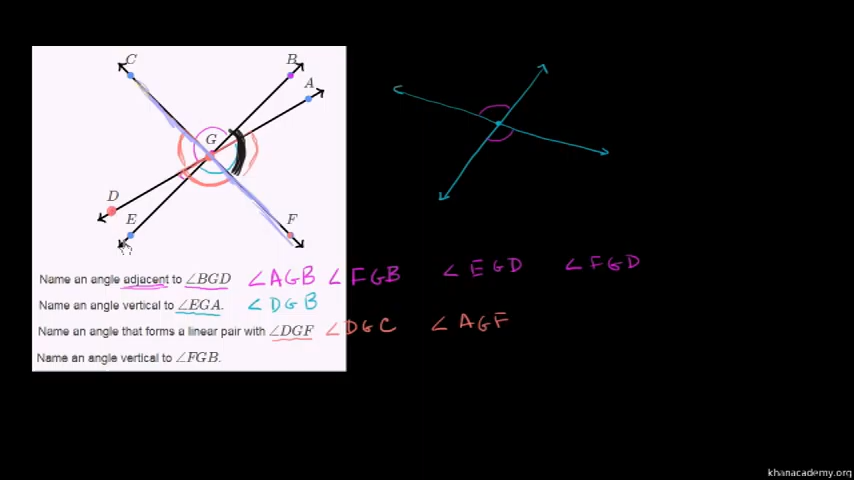 C
B
A
G
D
E
F
Name an angle adjacent to ∠BGD ∠AGB ∠FGB ∠EGD ∠FGD
Name an angle vertical to ∠EGA. ∠DGB
Name an angle that forms a linear pair with ∠DGF ∠DGC ∠AGF
Name an angle vertical to ∠FGB.
khanacademy.org